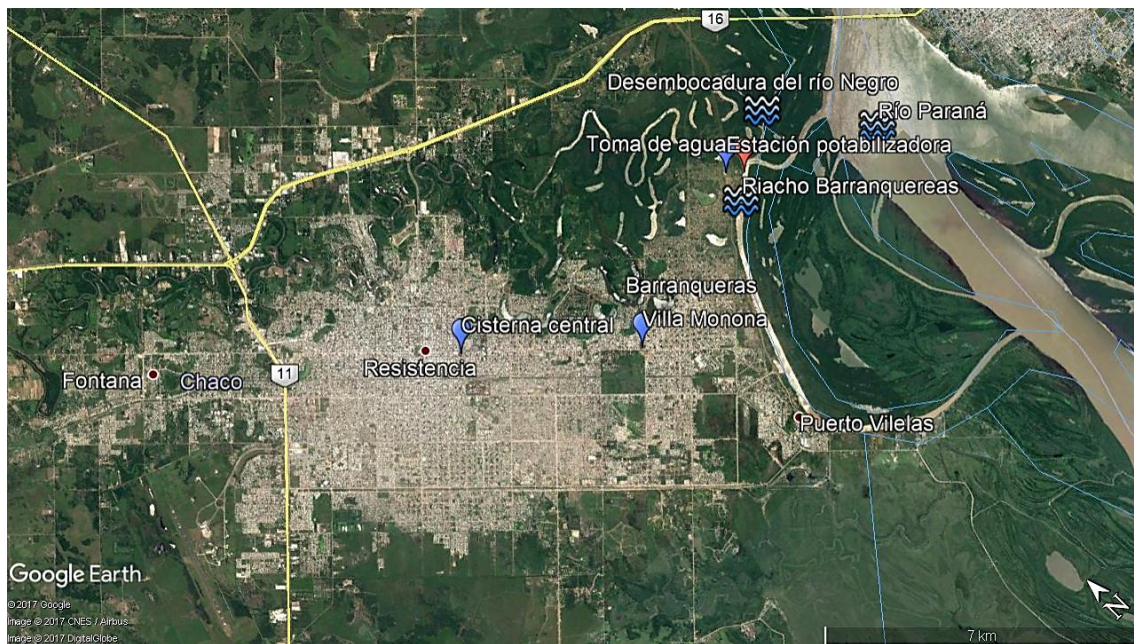 16
Desembocadura del río Negro
Río Paraná
Toma de agua
Estación potabilizadora
Riacho Barranquereas
Barranqueras
Villa Monona
Cisterna central
Resistencia
11
Fontana
Chaco
Puerto Vilelas
Google Earth
© 2017 Google
Image © 2017 CNES / Airbus
Image © 2017 DigitalGlobe
N
7 km